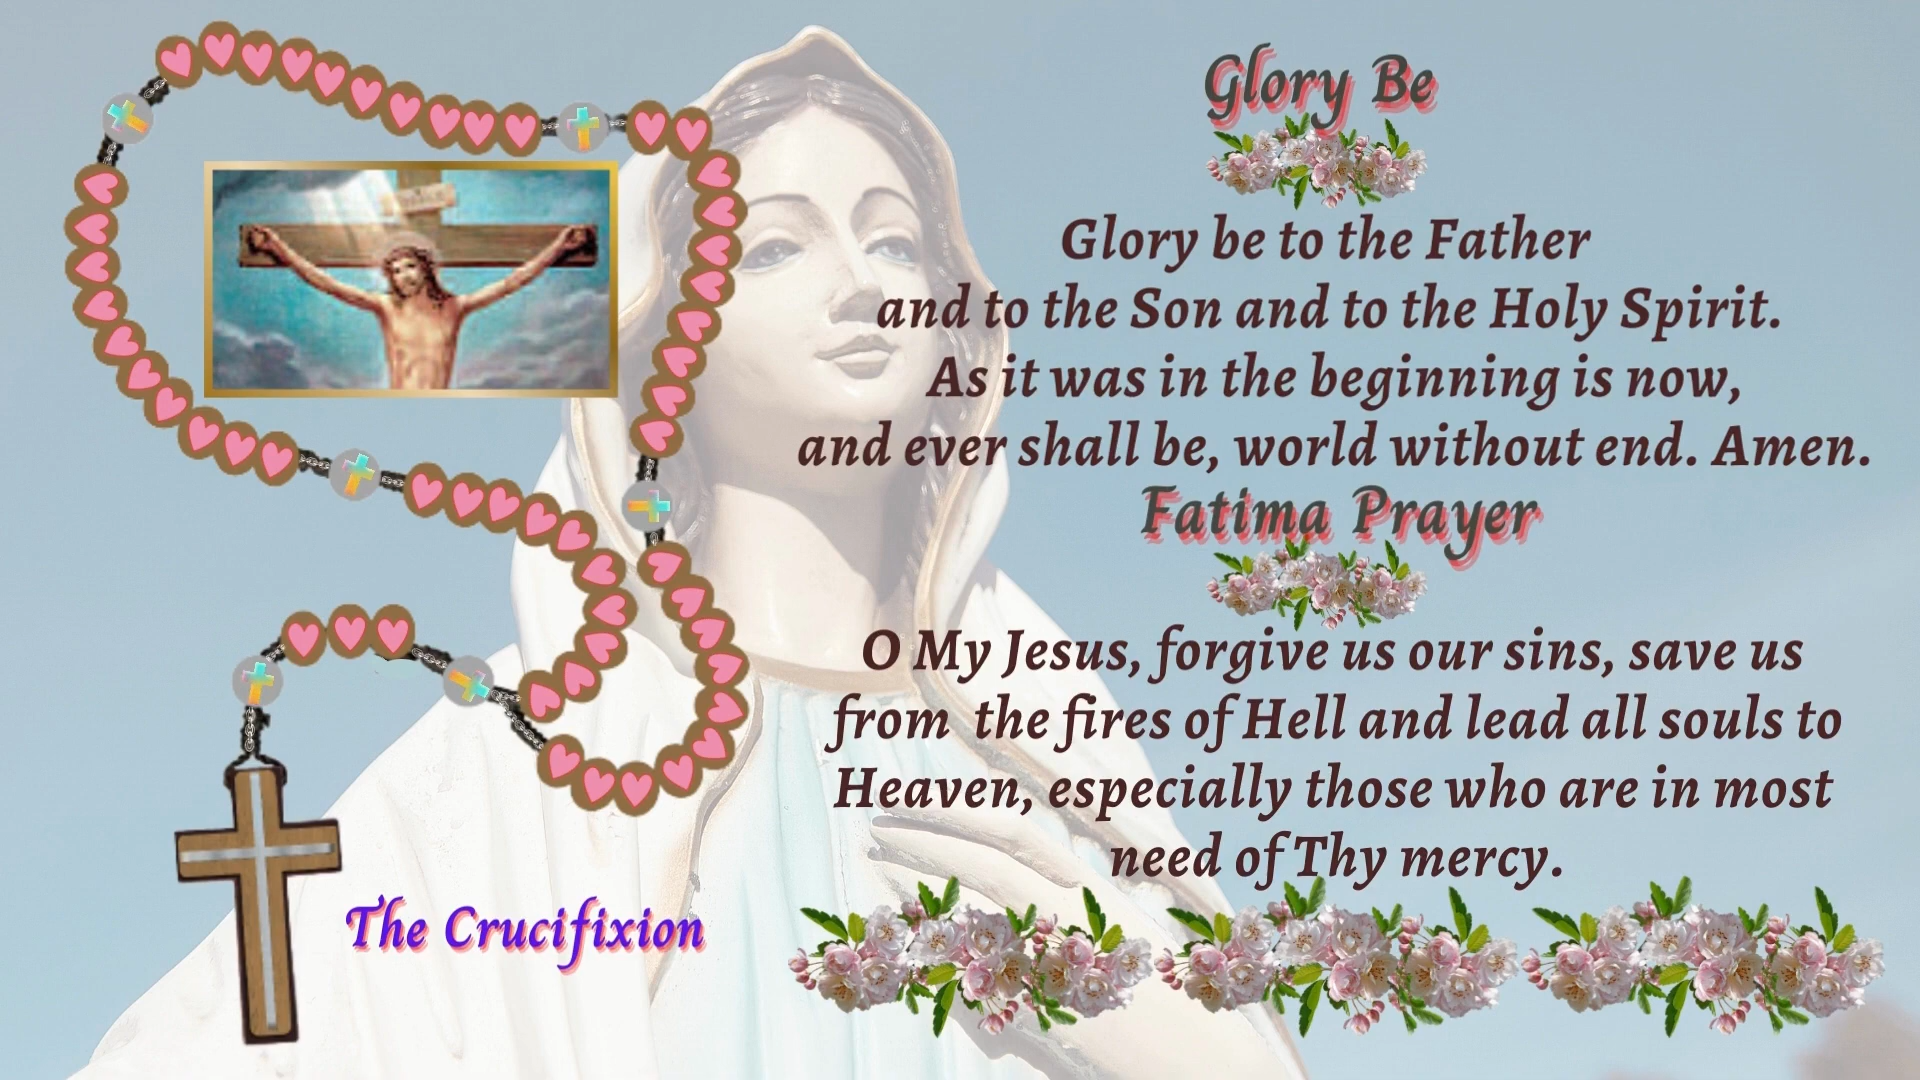 Glory Be
Glory be to the Father
and to the Son and to the Holy Spirit.
As it was in the beginning is now,
and ever shall be, world without end. Amen.
Fatima Prayer
O My Jesus, forgive us our sins, save us
from the fires of Hell and lead all souls to
Heaven, especially those who are in most
need of Thy mercy.
The Crucifixion